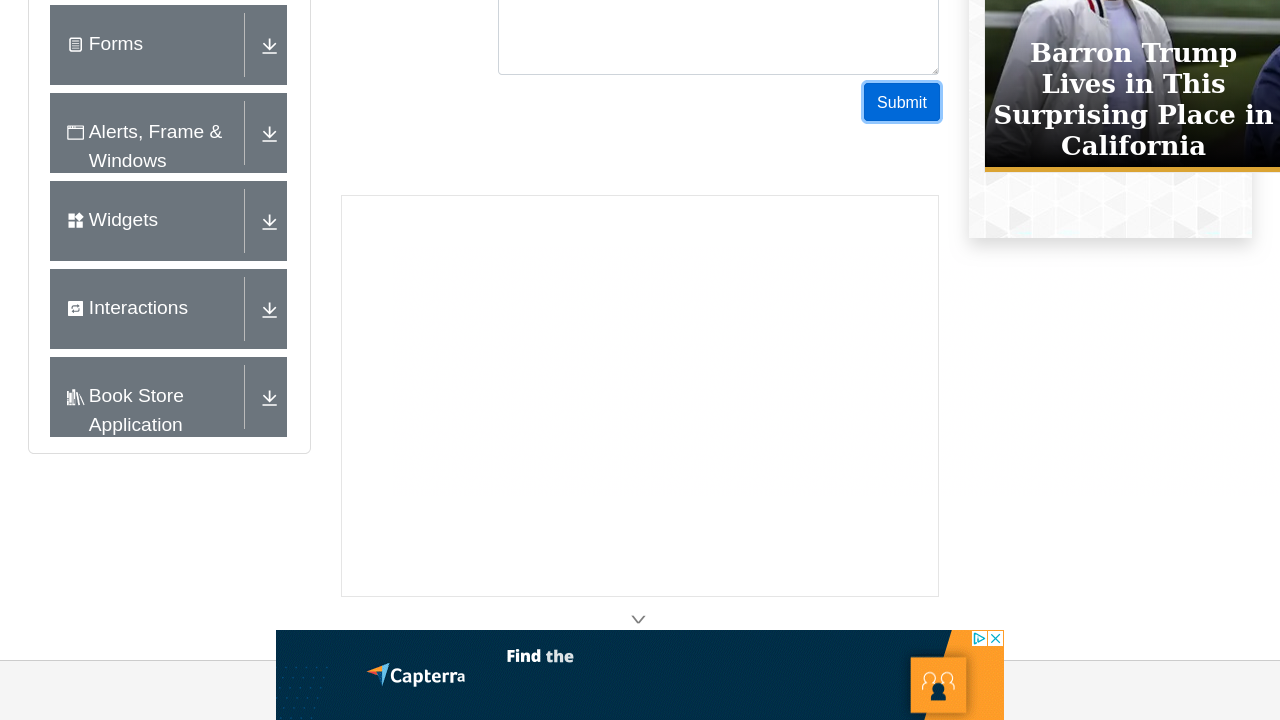 Forms
Alerts, Frame &
Windows
Widgets
Interactions
Book Store
Application
Submit
Barron Trump
Lives in This
Surprising Place in
California
Capterra
Find the